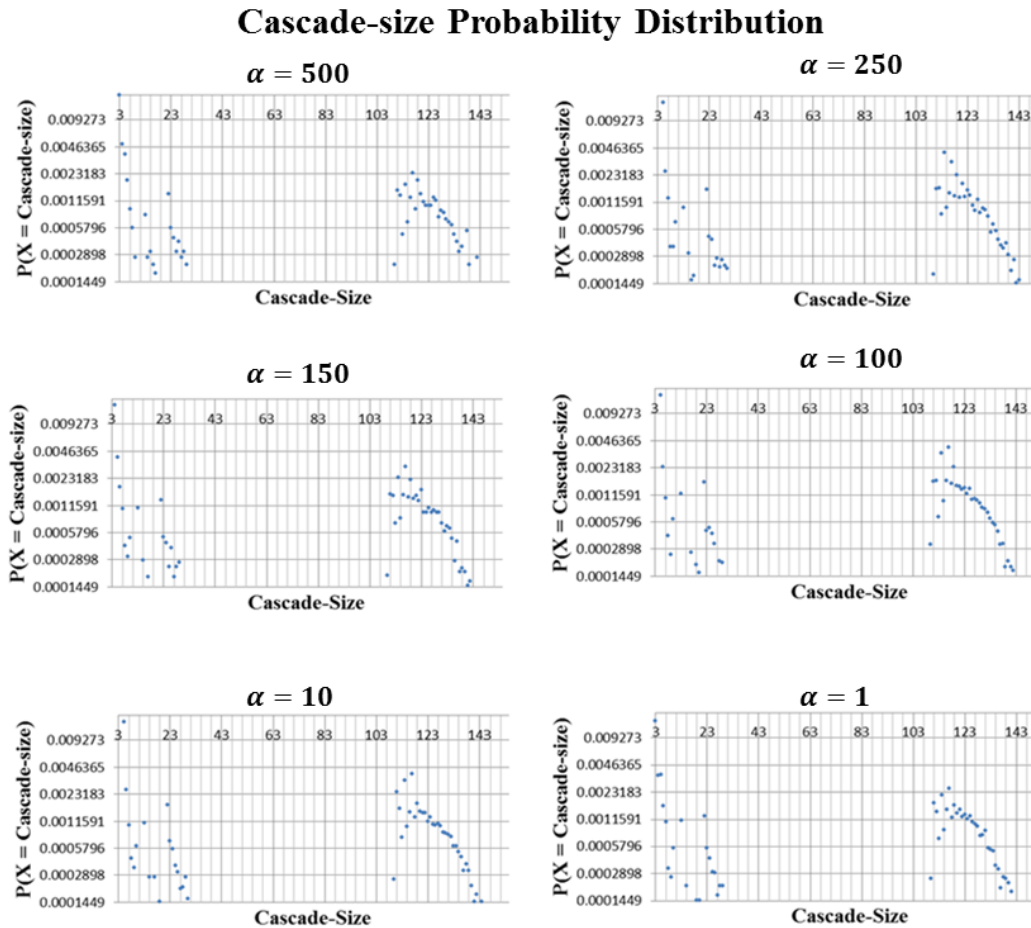 Cascade-size Probability Distribution
α = 500
P(X = Cascade-size)
3 23 43 63 83 103 123 143
0.009273
0.0046365
0.0023183
0.0011591
0.0005796
0.0002898
0.0001449
Cascade-Size
α = 250
P(X = Cascade-size)
3 23 43 63 83 103 123 143
0.009273
0.0046365
0.0023183
0.0011591
0.0005796
0.0002898
0.0001449
Cascade-Size
α = 150
P(X = Cascade-size)
3 23 43 63 83 103 123 143
0.009273
0.0046365
0.0023183
0.0011591
0.0005796
0.0002898
0.0001449
Cascade-Size
α = 100
P(X = Cascade-size)
3 23 43 63 83 103 123 143
0.009273
0.0046365
0.0023183
0.0011591
0.0005796
0.0002898
0.0001449
Cascade-Size
α = 10
P(X = Cascade-size)
3 23 43 63 83 103 123 143
0.009273
0.0046365
0.0023183
0.0011591
0.0005796
0.0002898
0.0001449
Cascade-Size
α = 1
P(X = Cascade-size)
3 23 43 63 83 103 123 143
0.009273
0.0046365
0.0023183
0.0011591
0.0005796
0.0002898
0.0001449
Cascade-Size